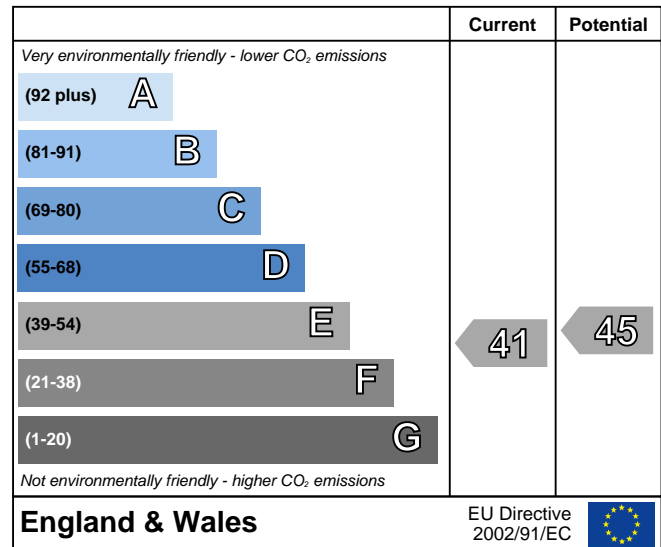 Current Potential
Very environmentally friendly - lower CO₂ emissions
(92 plus) A
(81-91) B
(69-80) C
(55-68) D
(39-54) E
41 45
(21-38) F
(1-20) G
Not environmentally friendly - higher CO₂ emissions
England & Wales
EU Directive
2002/91/EC